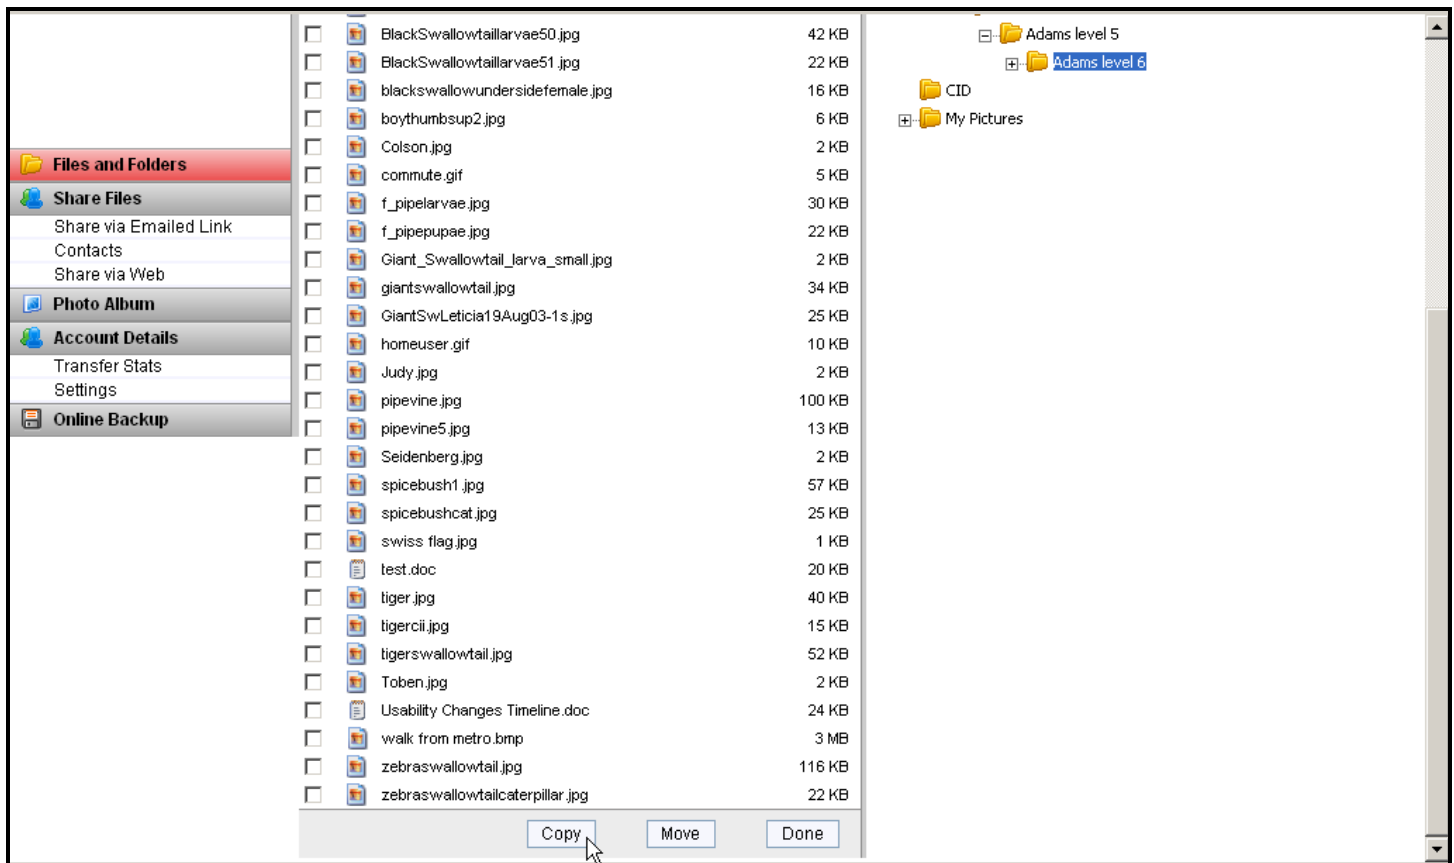 Files and Folders
Share Files
Share via Emailed Link
Contacts
Share via Web
Photo Album
Account Details
Transfer Stats
Settings
Online Backup
BlackSwallowtaillarvae50.jpg 42 KB
BlackSwallowtaillarvae51.jpg 22 KB
blackswallowundersidefemale.jpg 16 KB
boythumbsup2.jpg 6 KB
Colson.jpg 2 KB
commute.gif 5 KB
f_pipelarvae.jpg 30 KB
f_pipepupae.jpg 22 KB
Giant_Swallowtail_larva_small.jpg 2 KB
giantswallowtail.jpg 34 KB
GiantSwLeticia19Aug03-1s.jpg 25 KB
homeuser.gif 10 KB
Judy.jpg 2 KB
pipevine.jpg 100 KB
pipevine5.jpg 13 KB
Seidenberg.jpg 2 KB
spicebush1.jpg 57 KB
spicebushcat.jpg 25 KB
swiss flag.jpg 1 KB
test.doc 20 KB
tiger.jpg 40 KB
tigercii.jpg 15 KB
tigerswallowtail.jpg 52 KB
Toben.jpg 2 KB
Usability Changes Timeline.doc 24 KB
walk from metro.bmp 3 MB
zebraswallowtail.jpg 116 KB
zebraswallowtailcaterpillar.jpg 22 KB
Copy Move Done
Adams level 5
Adams level 6
CID
My Pictures